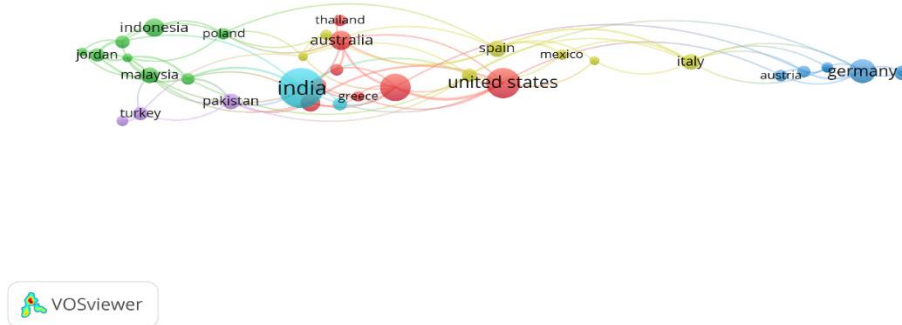 thailand
indonesia
poland
australia
jordan
spain
mexico
italy
malaysia
austria
germany
india
greece
united states
pakistan
turkey
VOSviewer